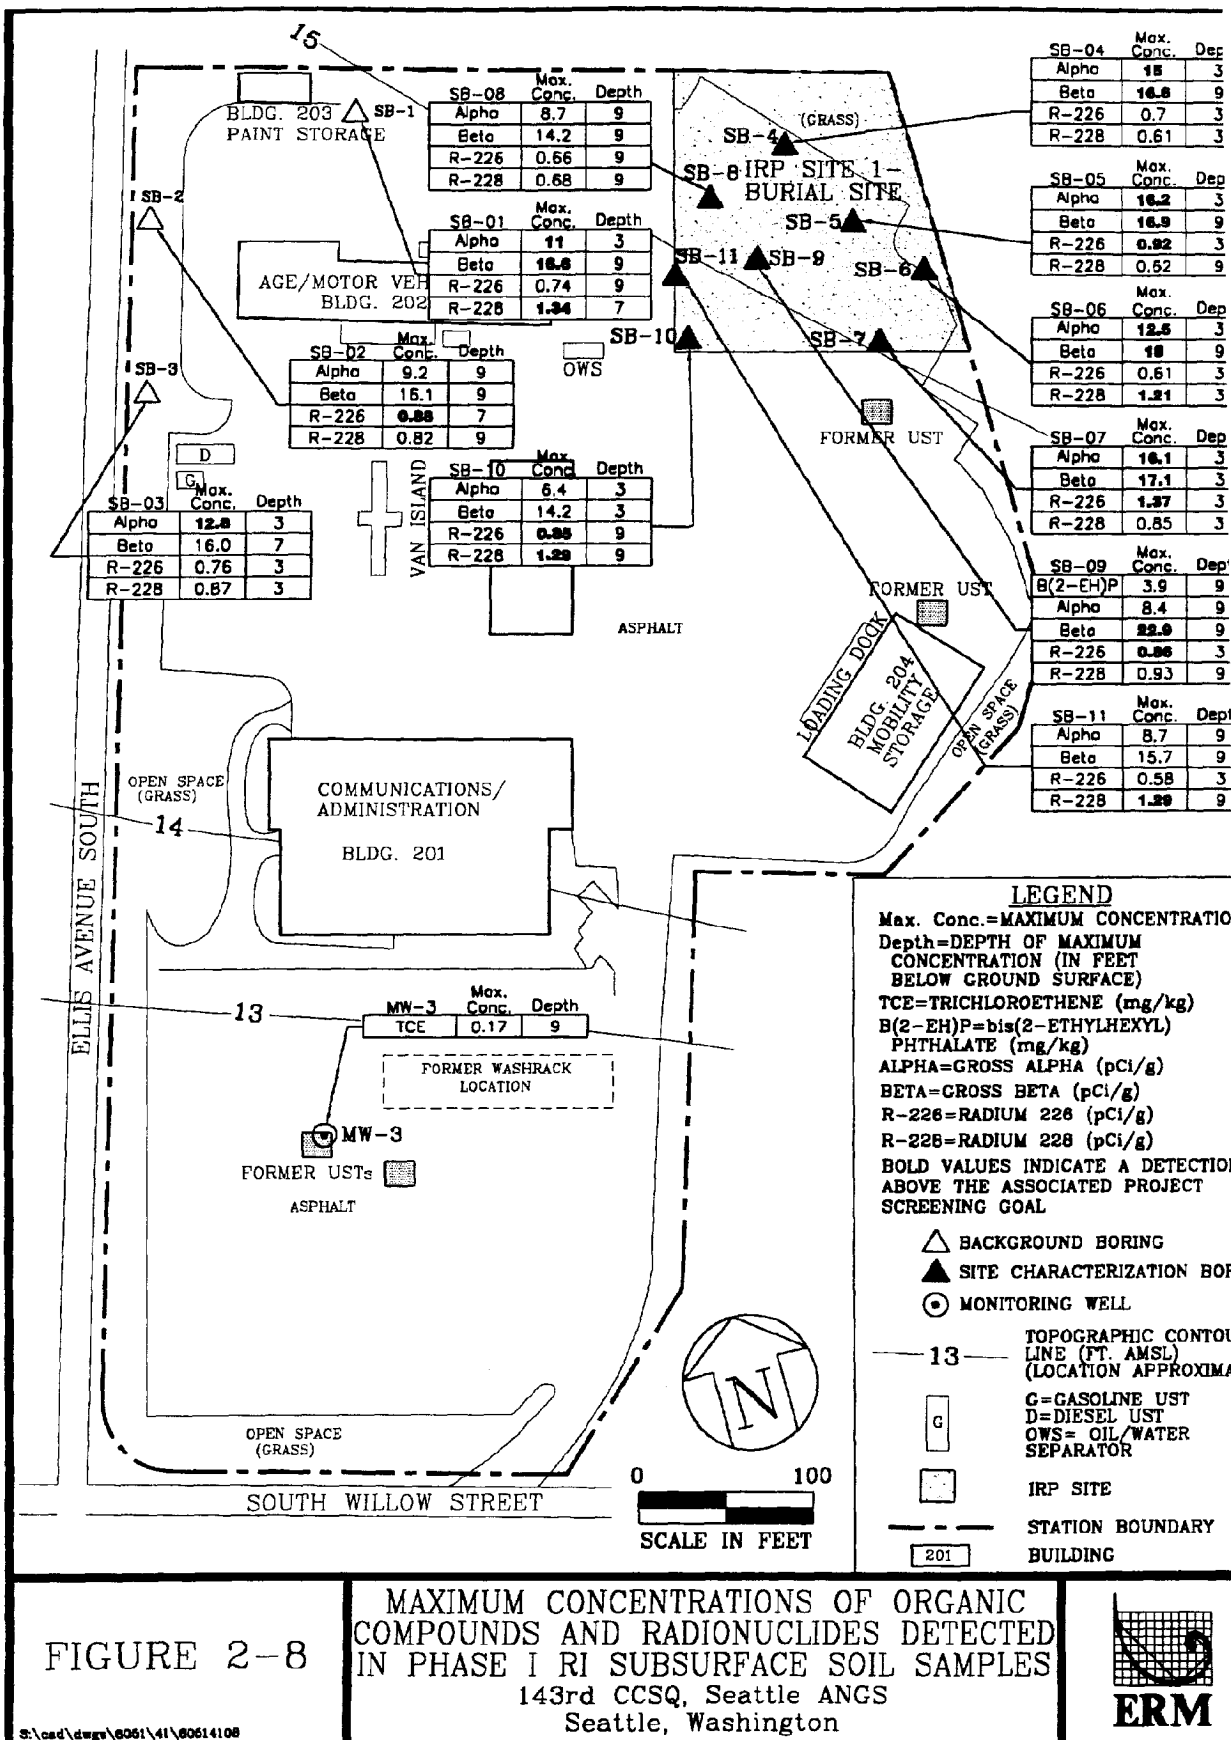 15
BLDG. 203
PAINT STORAGE
SB-1
SB-2
SB-3
SB-08 Max. Conc. Depth
Alpha 8.7 9
Beta 14.2 9
R-226 0.66 9
R-228 0.68 9
SB-01 Max. Conc. Depth
Alpha 11 3
Beta 16.6 9
R-226 0.74 9
R-228 1.34 7
AGE/MOTOR VEH
BLDG. 202
SB-02 Max. Conc. Depth
Alpha 9.2 9
Beta 15.1 9
R-226 0.88 7
R-228 0.82 9
OWS
D
G
SB-03 Max. Conc. Depth
Alpha 12.8 3
Beta 16.0 7
R-226 0.76 3
R-228 0.87 3
VAN ISLAND
SB-10 Max. Conc. Depth
Alpha 6.4 3
Beta 14.2 3
R-226 9
R-228 1.29 9
(GRASS)
SB-4
SB-8
IRP SITE 1-
BURIAL SITE
SB-5
SB-11
SB-9
SB-6
SB-10
SB-7
FORMER UST
FORMER UST
ASPHALT
LOADING DOCK
BLDG. 204
MOBILITY
STORAGE
OPEN SPACE
(GRASS)
SB-04 Max. Conc. Dep
Alpha 15 3
Beta 16.8 9
R-226 0.7 3
R-228 0.61 3
SB-05 Max. Conc. Dep
Alpha 16.2 3
Beta 16.9 9
R-226 0.92 3
R-228 0.52 9
SB-06 Max. Conc. Dep
Alpha 12.5 3
Beta 18 9
R-226 0.61 3
R-228 1.21 3
SB-07 Max. Conc. Dep
Alpha 16.1 3
Beta 17.1 3
R-226 1.37 3
R-228 0.85 3
SB-09 Max. Conc. Dep
B(2-EH)P 3.9 9
Alpha 8.4 9
Beta 22.9 9
R-226 0.86 3
R-228 0.93 9
SB-11 Max. Conc. Dept
Alpha 8.7 9
Beta 15.7 9
R-226 0.58 3
R-228 1.29 9
OPEN SPACE
(GRASS)
14
COMMUNICATIONS/
ADMINISTRATION
BLDG. 201
ELLIS AVENUE SOUTH
13
MW-3 Max. Conc. Depth
TCE 0.17 9
FORMER WASHRACK
LOCATION
MW-3
FORMER USTs
ASPHALT
OPEN SPACE
(GRASS)
SOUTH WILLOW STREET
N
0 100
SCALE IN FEET
LEGEND
Max. Conc.=MAXIMUM CONCENTRATIO
Depth=DEPTH OF MAXIMUM
CONCENTRATION (IN FEET
BELOW GROUND SURFACE)
TCE=TRICHLOROETHENE (mg/kg)
B(2-EH)P=bis(2-ETHYLHEXYL)
PHTHALATE (mg/kg)
ALPHA=GROSS ALPHA (pCi/g)
BETA=GROSS BETA (pCi/g)
R-226=RADIUM 226 (pCi/g)
R-228=RADIUM 228 (pCi/g)
BOLD VALUES INDICATE A DETECTION
ABOVE THE ASSOCIATED PROJECT
SCREENING GOAL
BACKGROUND BORING
SITE CHARACTERIZATION BOR
MONITORING WELL
13
TOPOGRAPHIC CONTOU
LINE (FT. AMSL)
(LOCATION APPROXIMA
G
G=GASOLINE UST
D=DIESEL UST
OWS= OIL/WATER
SEPARATOR
IRP SITE
STATION BOUNDARY
201
BUILDING
FIGURE 2-8
MAXIMUM CONCENTRATIONS OF ORGANIC
COMPOUNDS AND RADIONUCLIDES DETECTED
IN PHASE I RI SUBSURFACE SOIL SAMPLES
143rd CCSQ, Seattle ANGS
Seattle, Washington
ERM
S:\cad\dwgs\6061\41\60614108